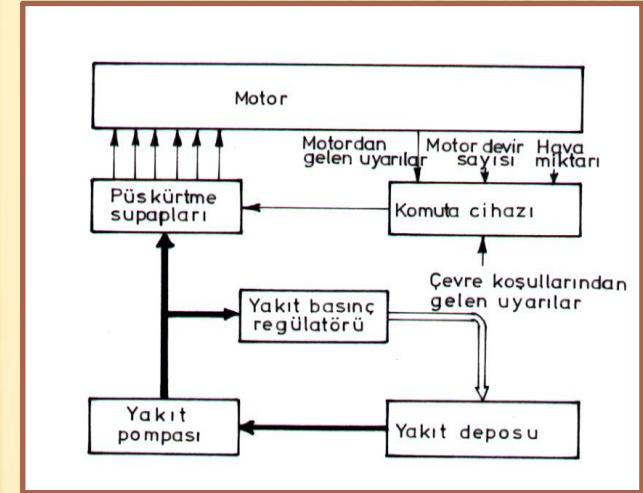 Motor
Motordan
gelen uyarılar
Motor devir
sayısı
Hava
miktarı
Püskürtme
supapları
Komuta cihazı
Çevre koşullarından
gelen uyarılar
Yakıt basınç
regülatörü
Yakıt
pompası
Yakıt deposu